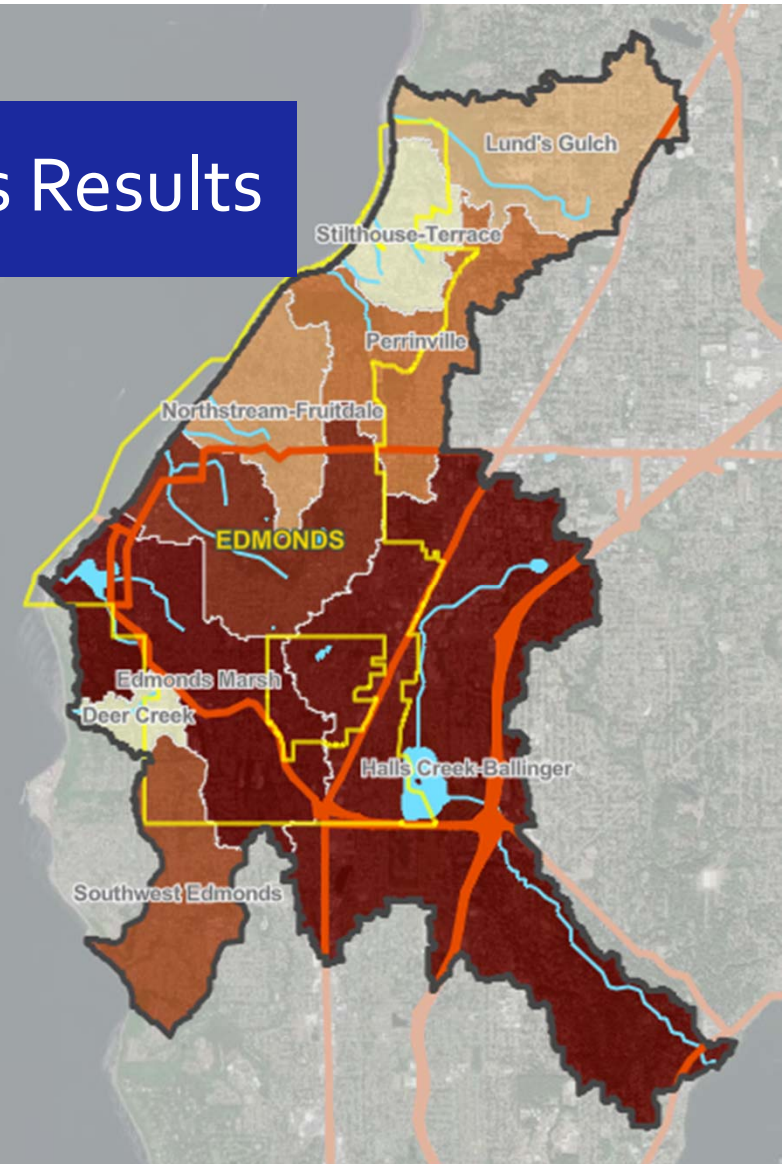 s Results
Lund's Gulch
Stilthouse-Terrace
Perrinville
Northstream-Fruitdale
EDMONDS
Edmonds Marsh
Deer Creek
Halls Creek-Ballinger
Southwest Edmonds